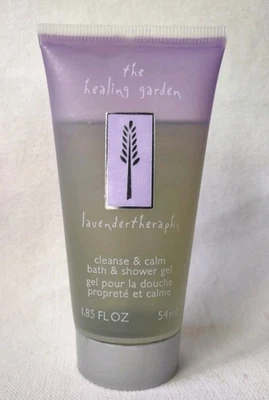 the
healing garden
lavendertheraphy
cleanse & calm
bath & shower gel
gel pour la douche
propreté et calme
1.85 FL OZ 54 ml